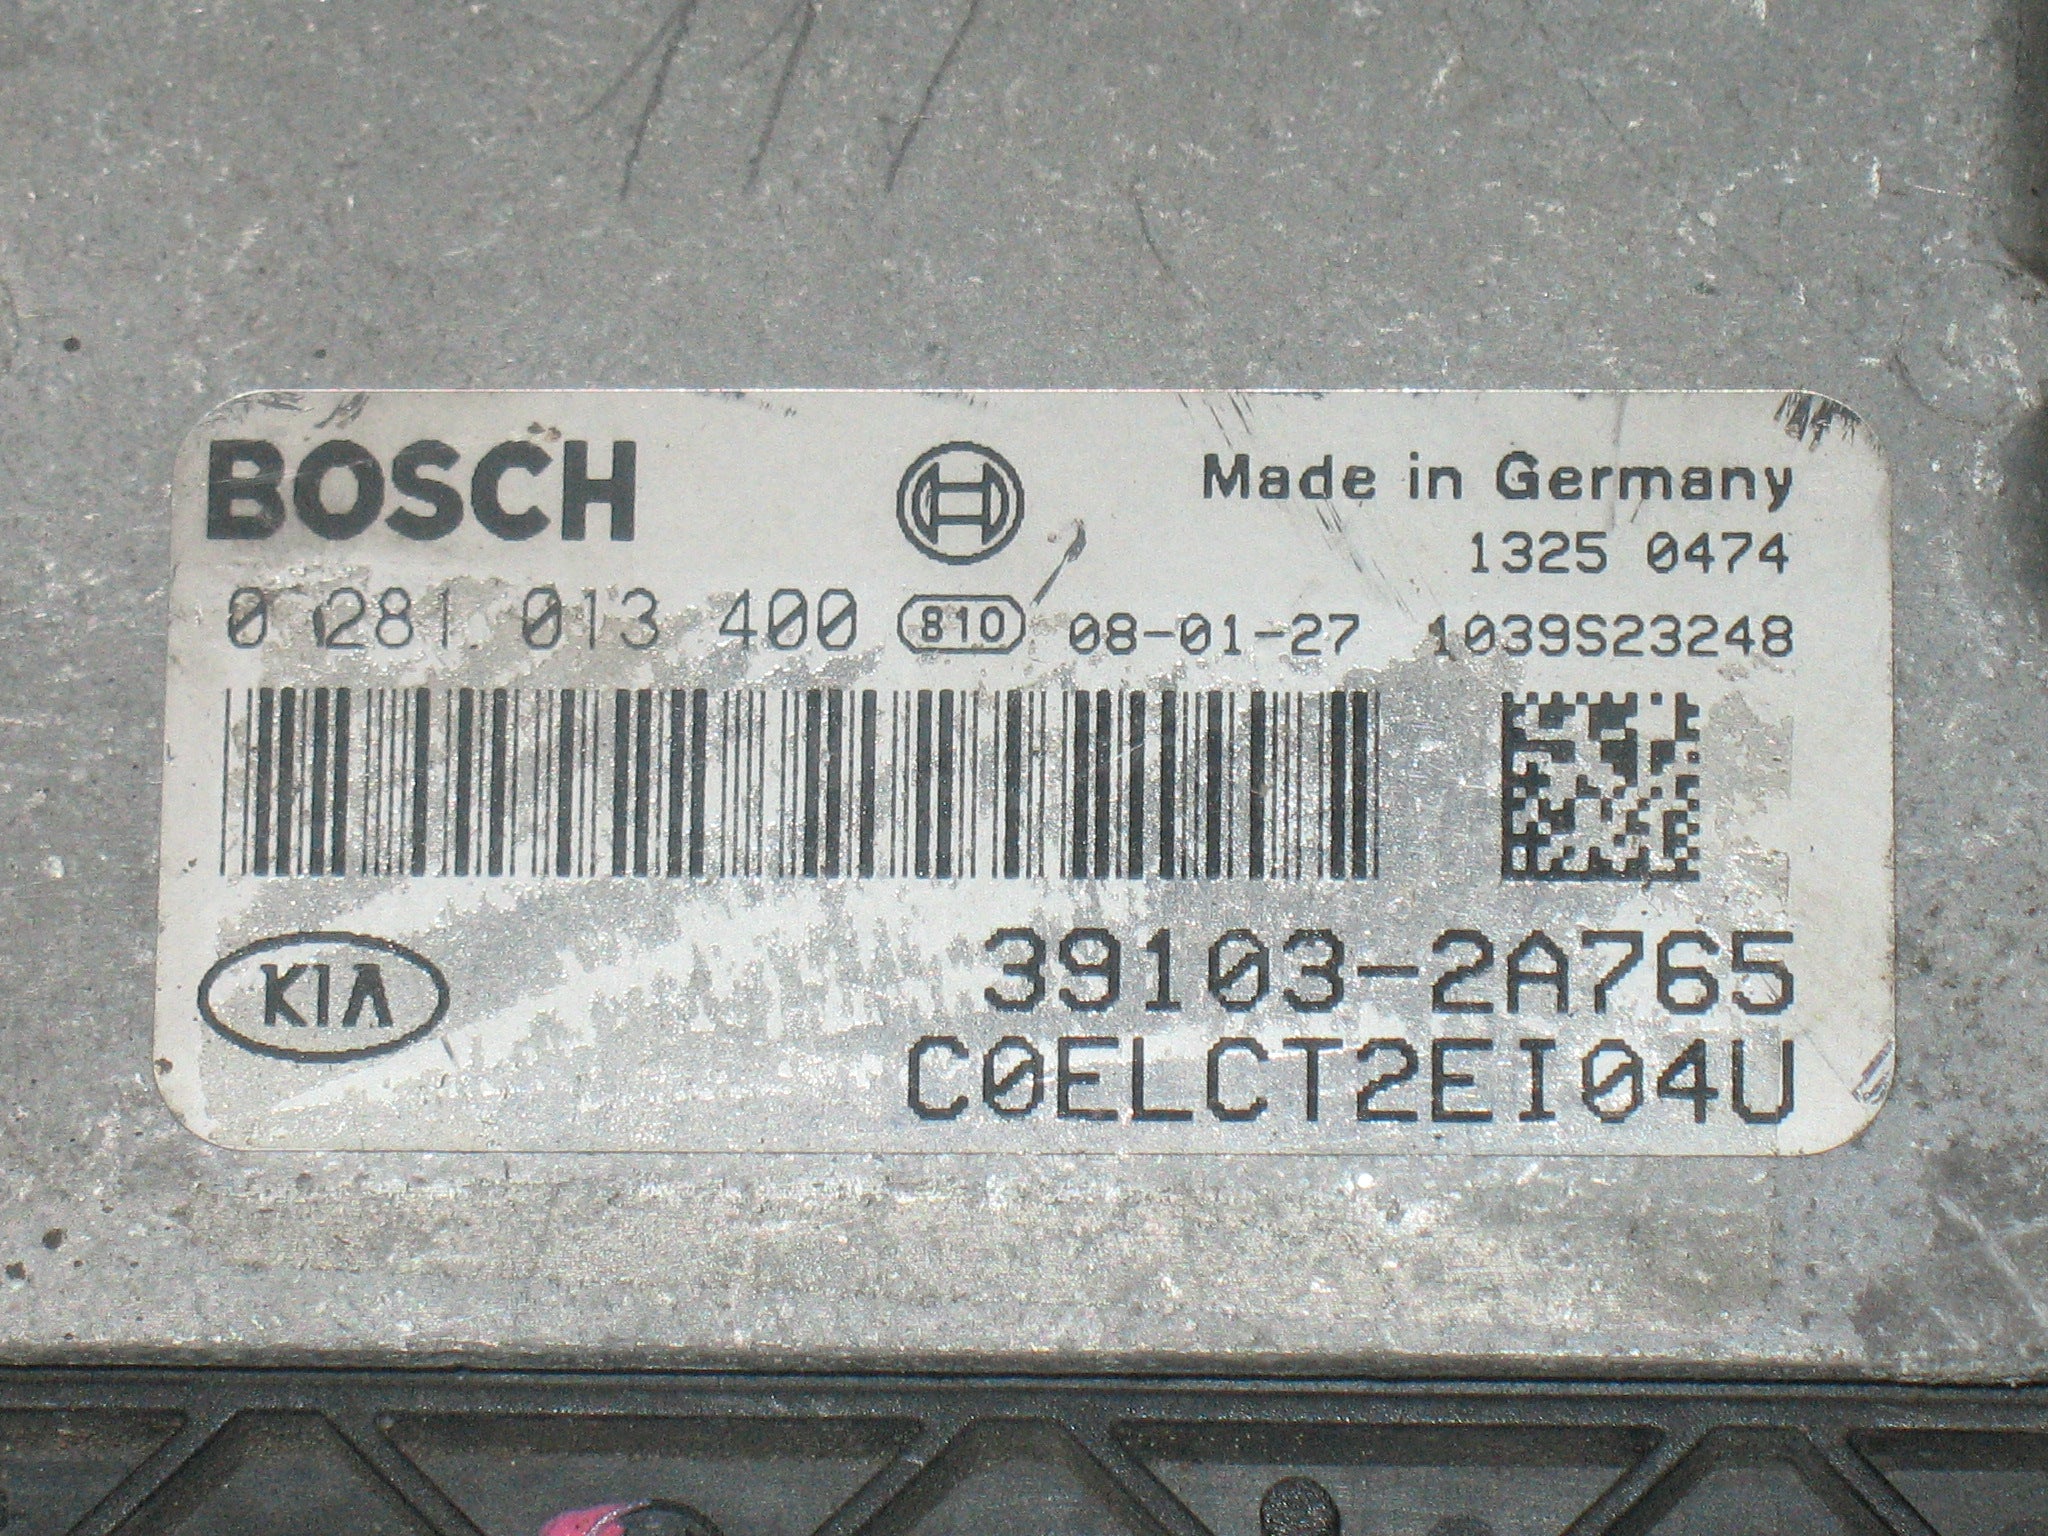 BOSCH
Made in Germany
1325 0474
0 281 013 400 810 08-01-27 1039S23248
KIA
39103-2A765
C0ELCT2EI04U